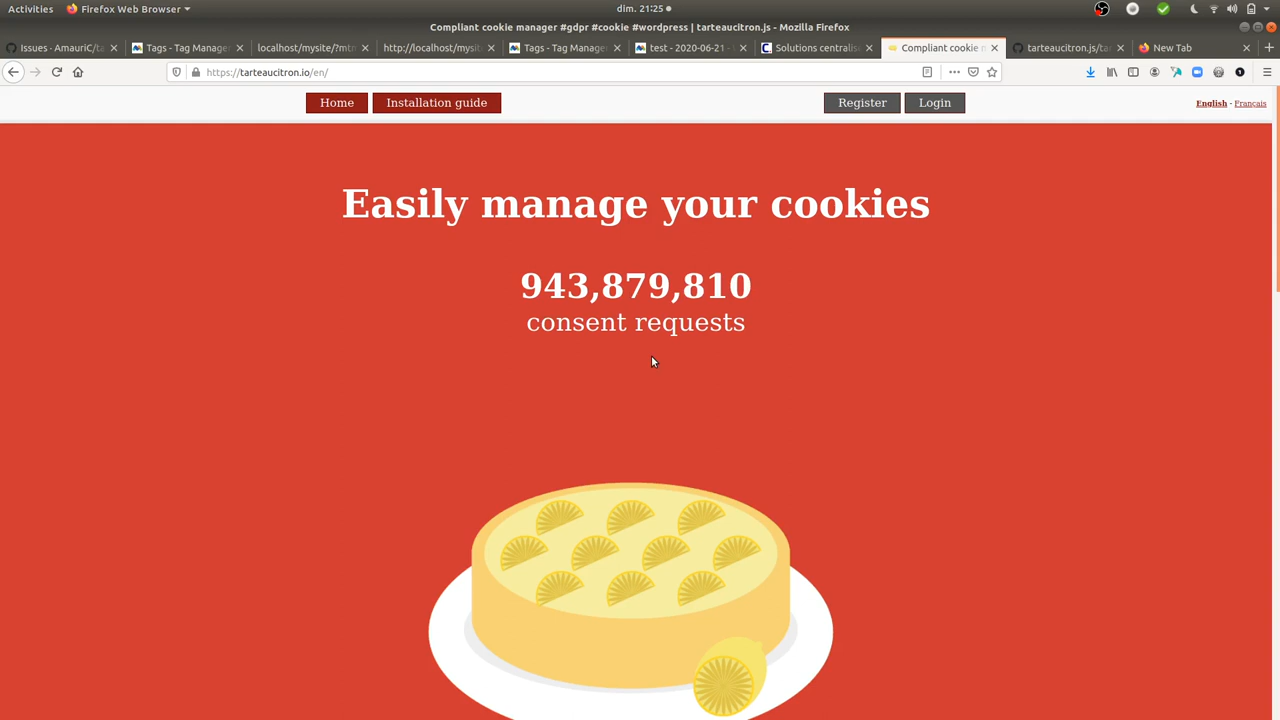 Activities Firefox Web Browser dim. 21:25
Compliant cookie manager #gdpr #cookie #wordpress | tarteaucitron.js - Mozilla Firefox
Issues · AmauriC/ta Tags - Tag Manage localhost/mysite/?mtm http://localhost/mysit Tags - Tag Manage test - 2020-06-21 - Solutions centralis Compliant cookie m tarteaucitron.js/tar New Tab
https://tarteaucitron.io/en/
Home Installation guide Register Login English - Français
Easily manage your cookies
943,879,810
consent requests